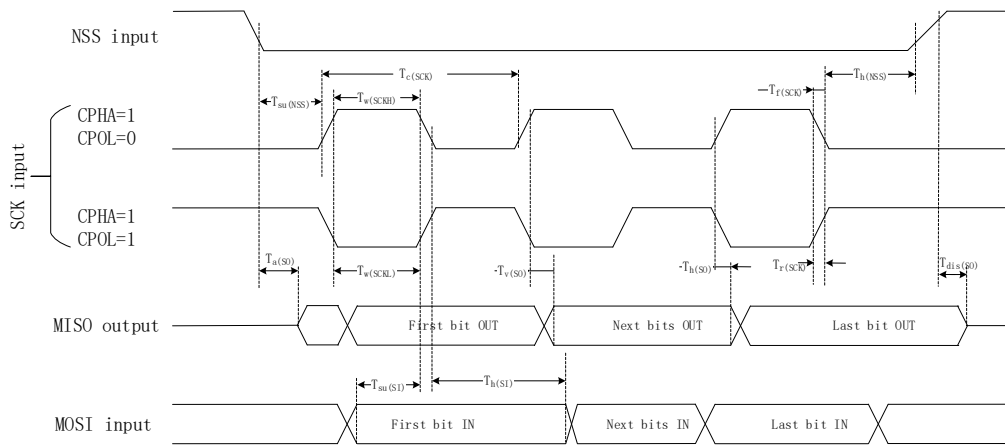 NSS input
Tc(SCK)
Th(NSS)
Tsu(NSS)
Tw(SCKH)
Tf(SCK)
SCK input
CPHA=1
CPOL=0
CPHA=1
CPOL=1
Ta(SO)
Tw(SCKL)
Tv(SO)
Th(SO)
Tr(SCK)
Tdis(SO)
MISO output
First bit OUT
Next bits OUT
Last bit OUT
Tsu(SI)
Th(SI)
MOSI input
First bit IN
Next bits IN
Last bit IN